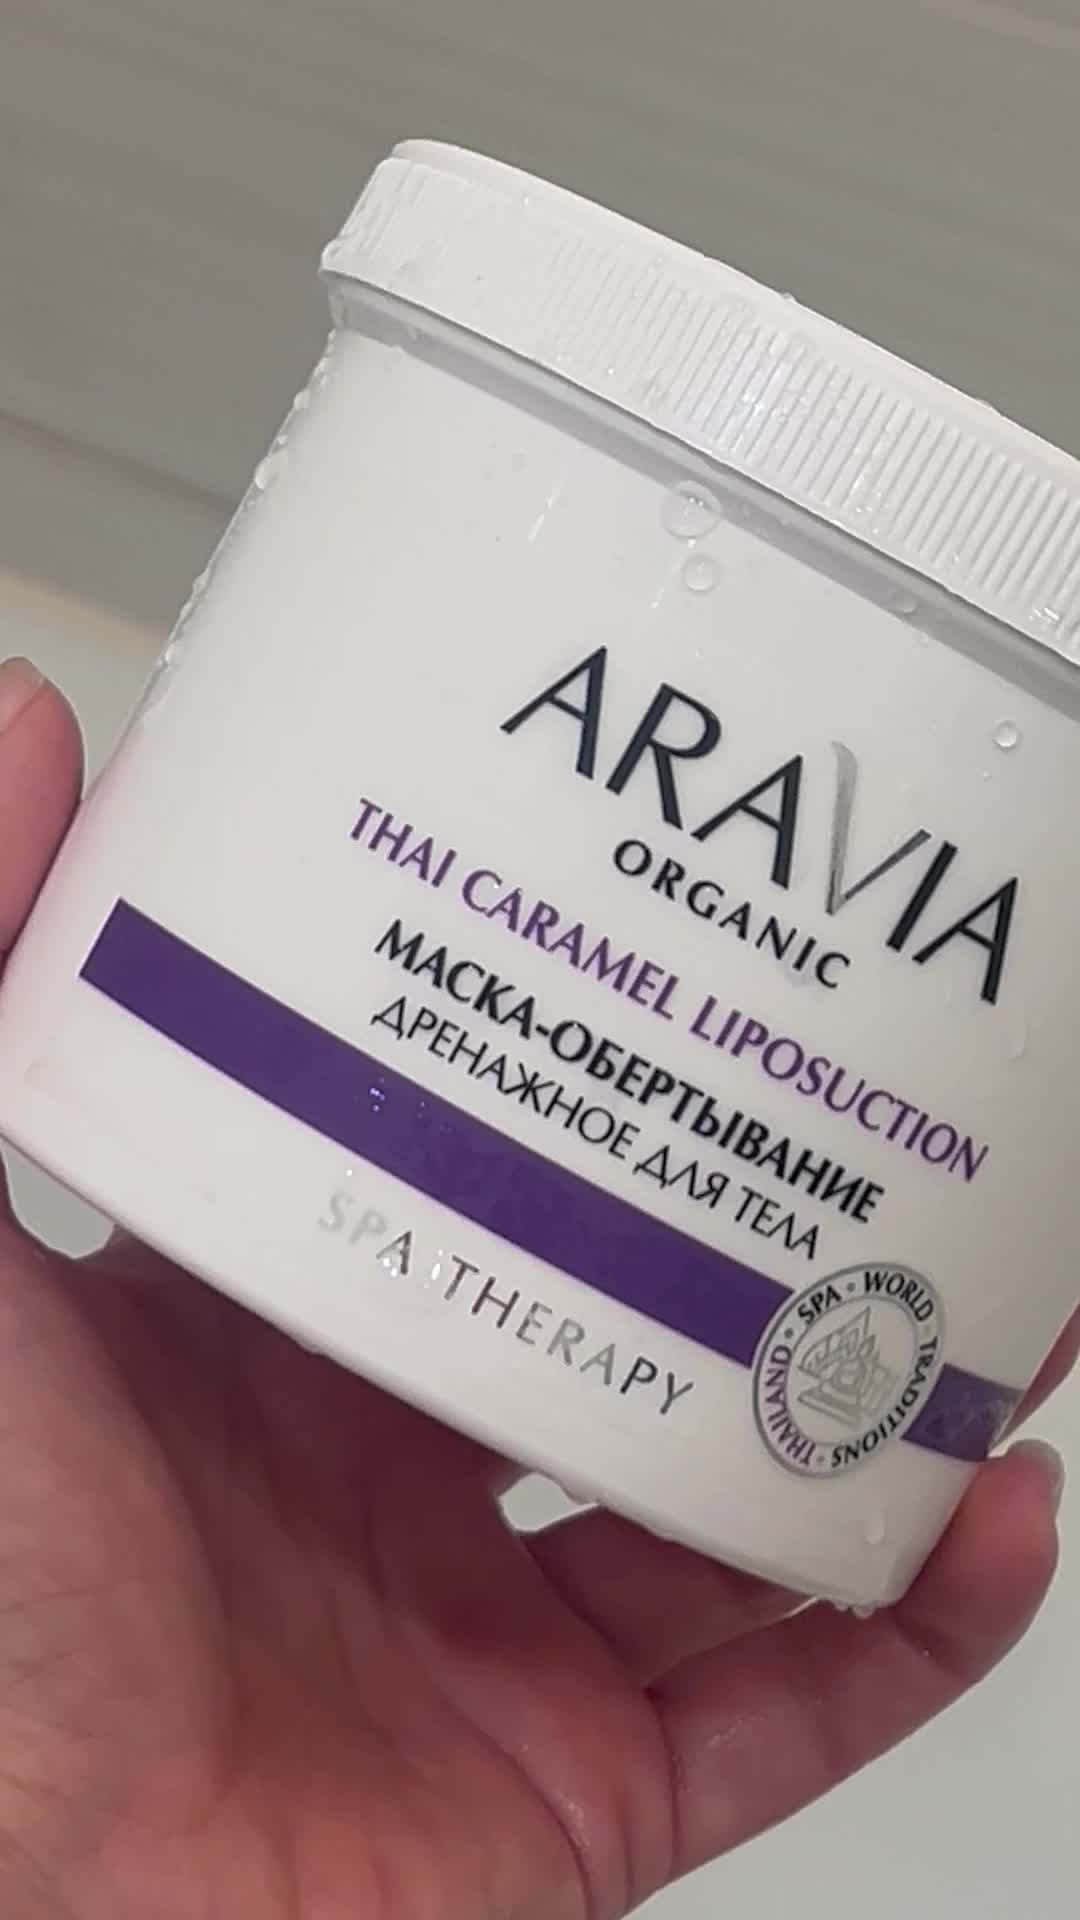 ARAVIA
ORGANIC
THAI CARAMEL LIPOSUCTION
МАСКА-ОБЕРТЫВАНИЕ
ДРЕНАЖНОЕ ДЛЯ ТЕЛА
SPA THERAPY
SPA • WORLD TRADITIONS • THAILAND •